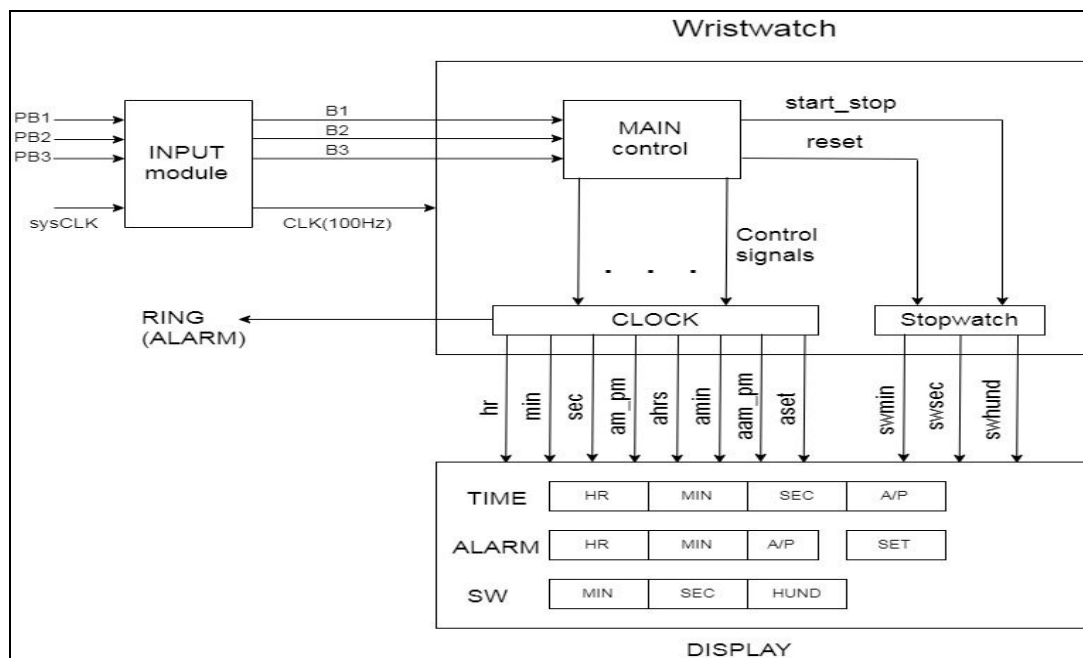 Wristwatch
PB1
PB2
PB3
sysCLK
INPUT
module
B1
B2
B3
CLK(100Hz)
MAIN
control
start_stop
reset
Control
signals
. . .
RING
(ALARM)
CLOCK
Stopwatch
hr
min
sec
am_pm
ahrs
amin
aam_pm
aset
swmin
swsec
swhund
TIME HR MIN SEC A/P
ALARM HR MIN A/P SET
SW MIN SEC HUND
DISPLAY